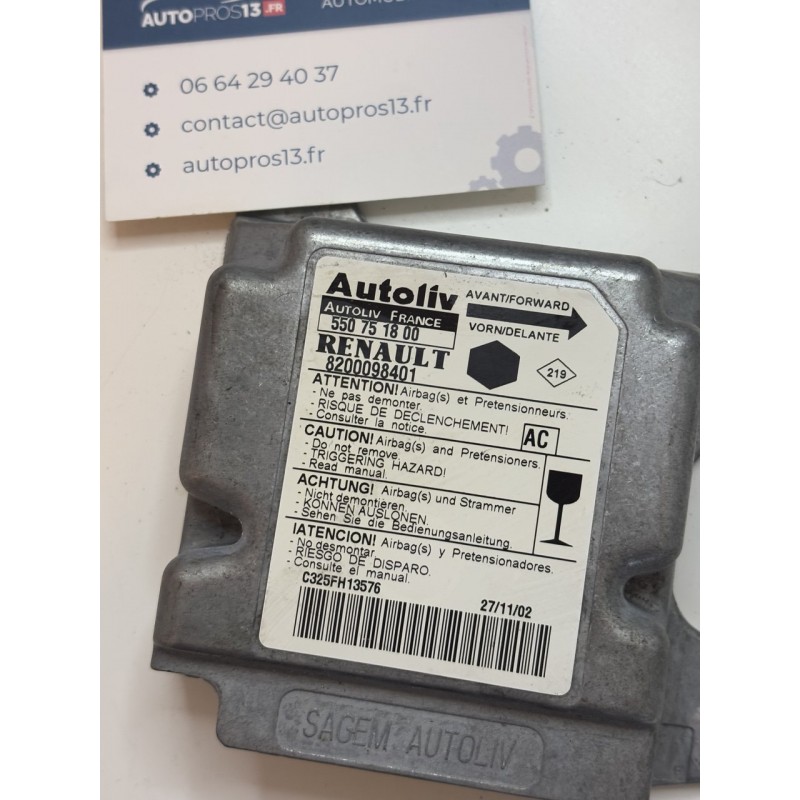 AUTOPROS13.FR
06 64 29 40 37
contact@autopros13.fr
autopros13.fr
Autoliv
AUTOLIV FRANCE
550 75 18 00
RENAULT
8200098401
AVANT/FORWARD
VORN/DELANTE
219
ATTENTION! Airbag(s) et Pretensionneurs.
- Ne pas demonter.
- RISQUE DE DECLENCHEMENT!
- Consulter la notice.
AC
CAUTION! Airbag(s) and Pretensioners.
- Do not remove.
- TRIGGERING HAZARD!
- Read manual.
ACHTUNG! Airbag(s) und Strammer
- Nicht demontieren.
- KONNEN AUSLONEN.
- Sehen Sie die Bedienungsanleitung.
IATENCION! Airbag(s) y Pretensionadores.
- No desmontar.
- RIESGO DE DISPARO.
- Consulte el manual.
C325FH13576
27/11/02
SAGEM AUTOLIV